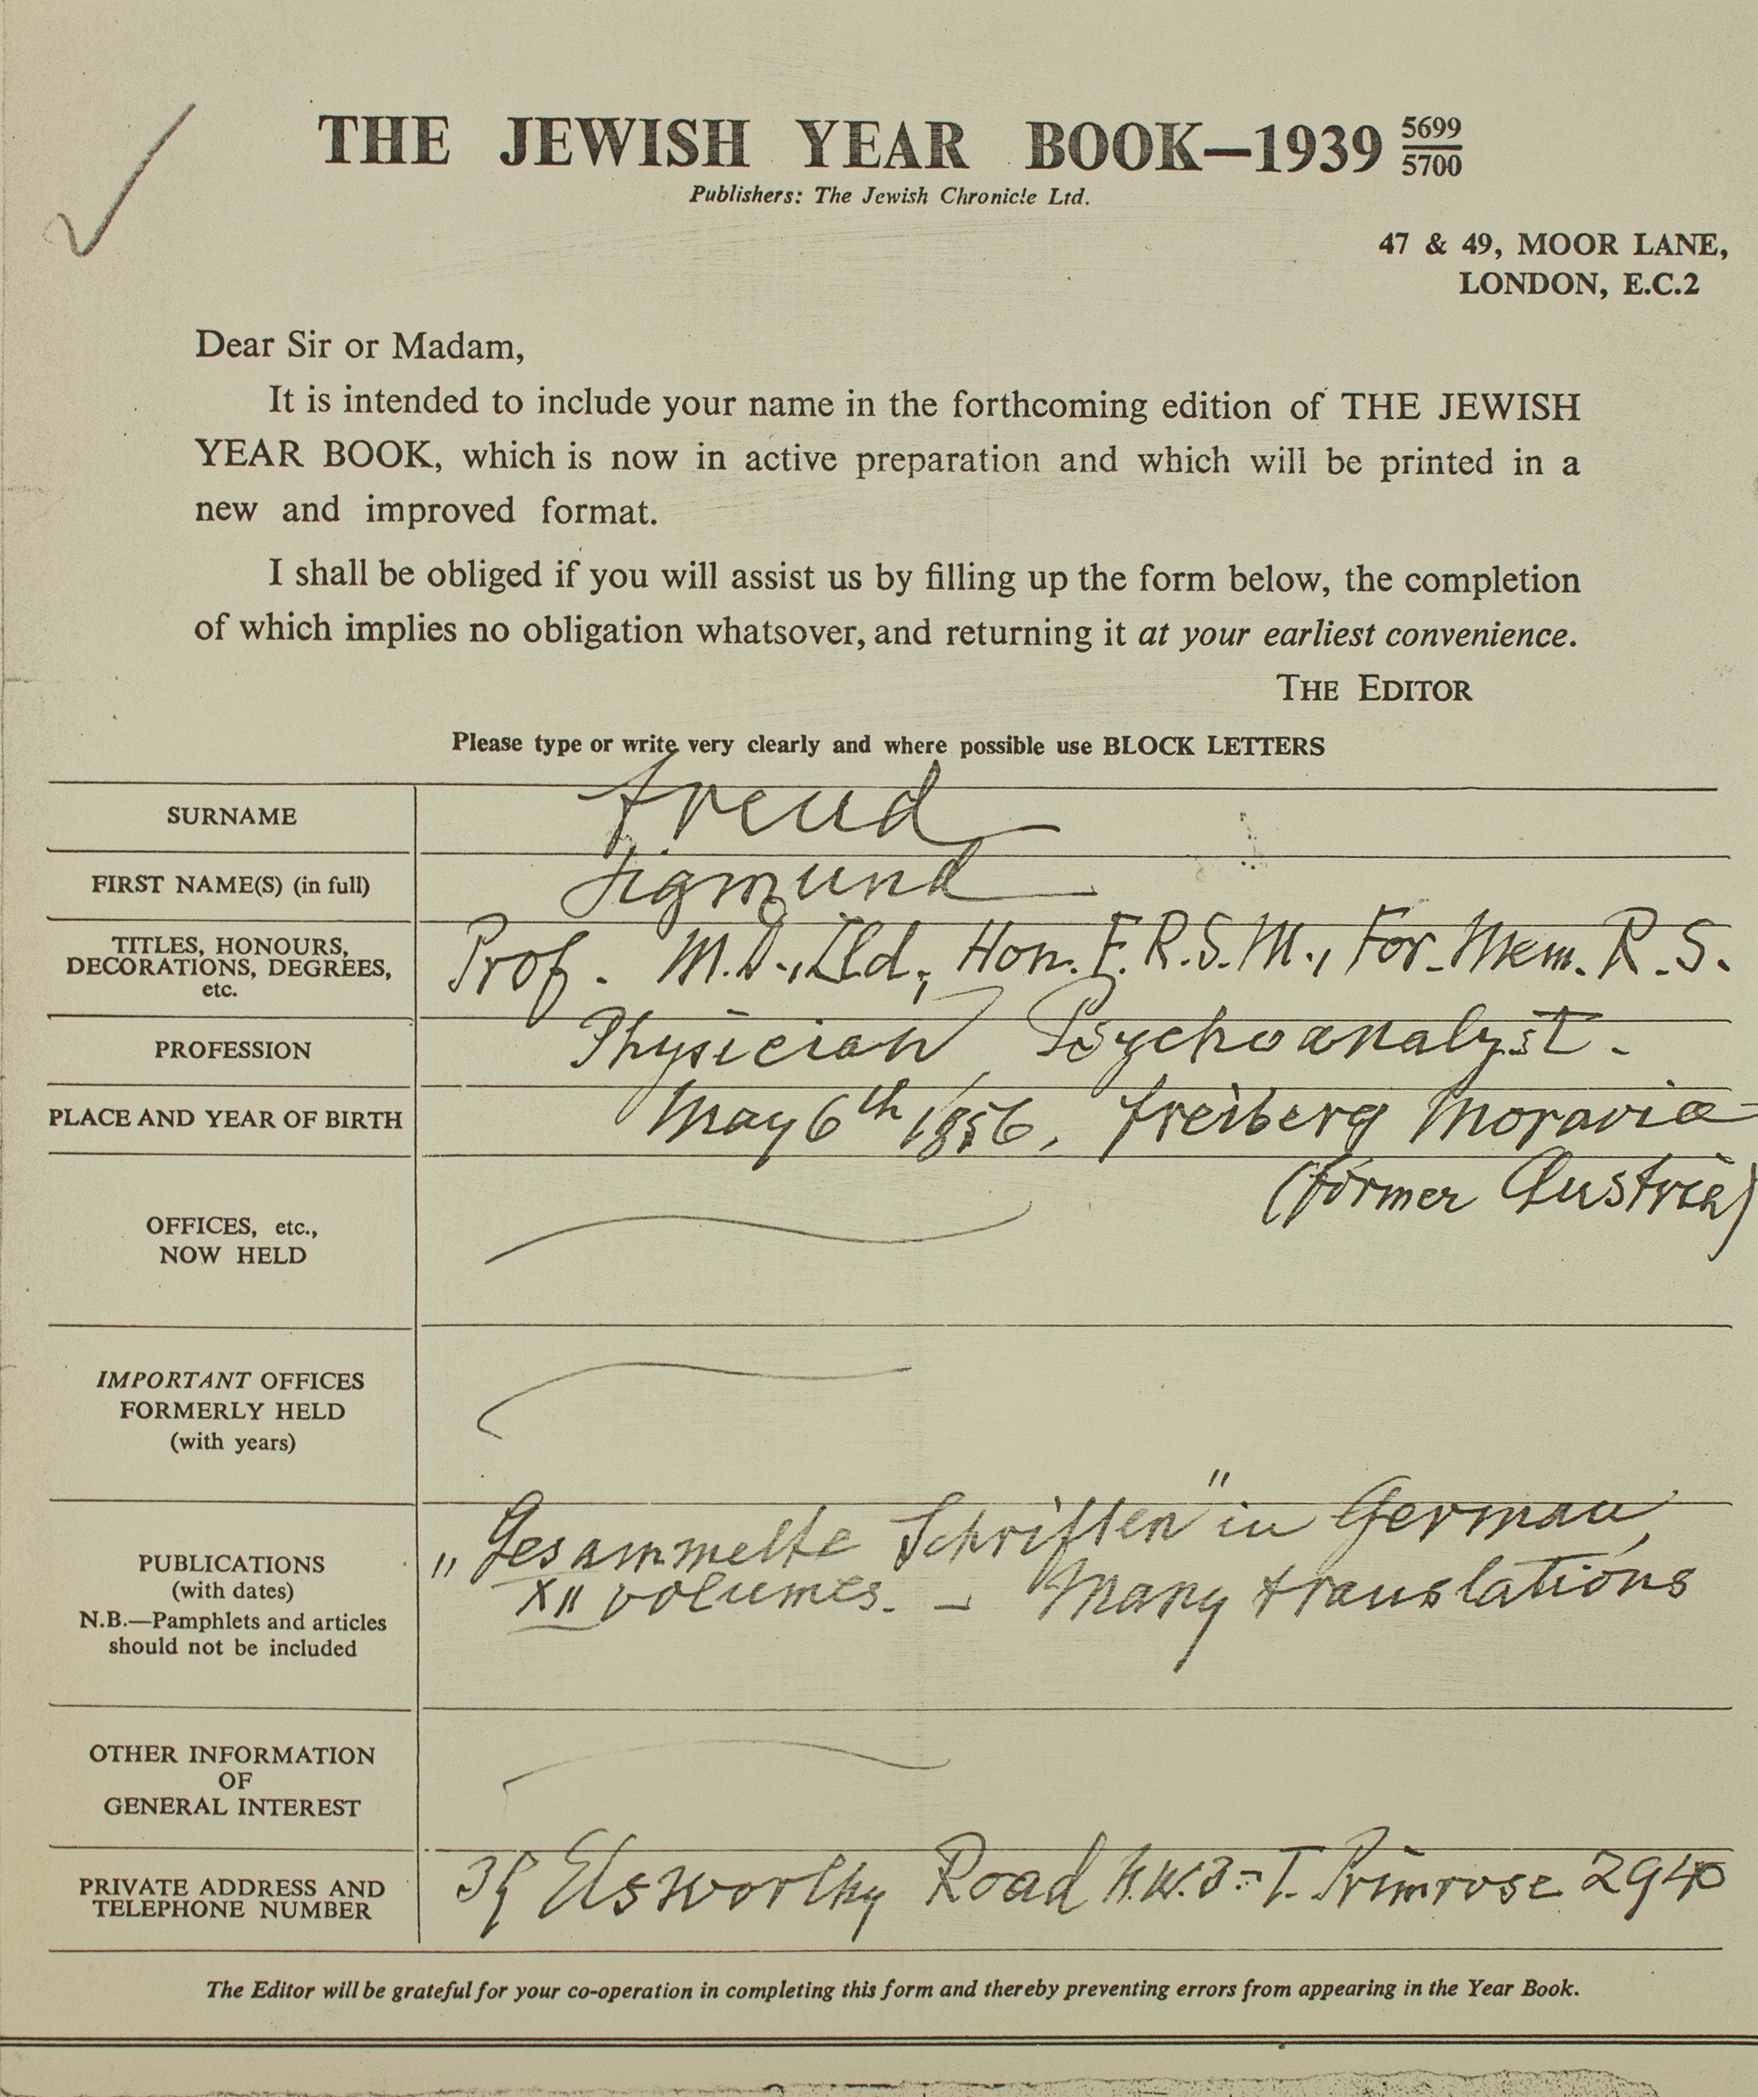 THE JEWISH YEAR BOOK—1939 5699/5700
Publishers: The Jewish Chronicle Ltd.
47 & 49, MOOR LANE,
LONDON, E.C.2
Dear Sir or Madam,
It is intended to include your name in the forthcoming edition of THE JEWISH
YEAR BOOK, which is now in active preparation and which will be printed in a
new and improved format.
I shall be obliged if you will assist us by filling up the form below, the completion
of which implies no obligation whatsover, and returning it at your earliest convenience.
THE EDITOR
Please type or write very clearly and where possible use BLOCK LETTERS
SURNAME Freud
FIRST NAME(S) (in full) Sigmund
TITLES, HONOURS,
DECORATIONS, DEGREES,
etc.
Prof. M.D., LLd, Hon. F.R.S.M., For. Mem. R.S.
PROFESSION Physician Psychoanalyst.
PLACE AND YEAR OF BIRTH May 6th 1856, Freiberg Moravia
(former Austria)
OFFICES, etc.,
NOW HELD
IMPORTANT OFFICES
FORMERLY HELD
(with years)
PUBLICATIONS
(with dates)
N.B.—Pamphlets and articles
should not be included
„Gesammelte Schriften" in German,
XII volumes. – Many translations
OTHER INFORMATION
OF
GENERAL INTEREST
PRIVATE ADDRESS AND
TELEPHONE NUMBER
39 Elsworthy Road N.W.3 – T. Primrose 2940
The Editor will be grateful for your co-operation in completing this form and thereby preventing errors from appearing in the Year Book.